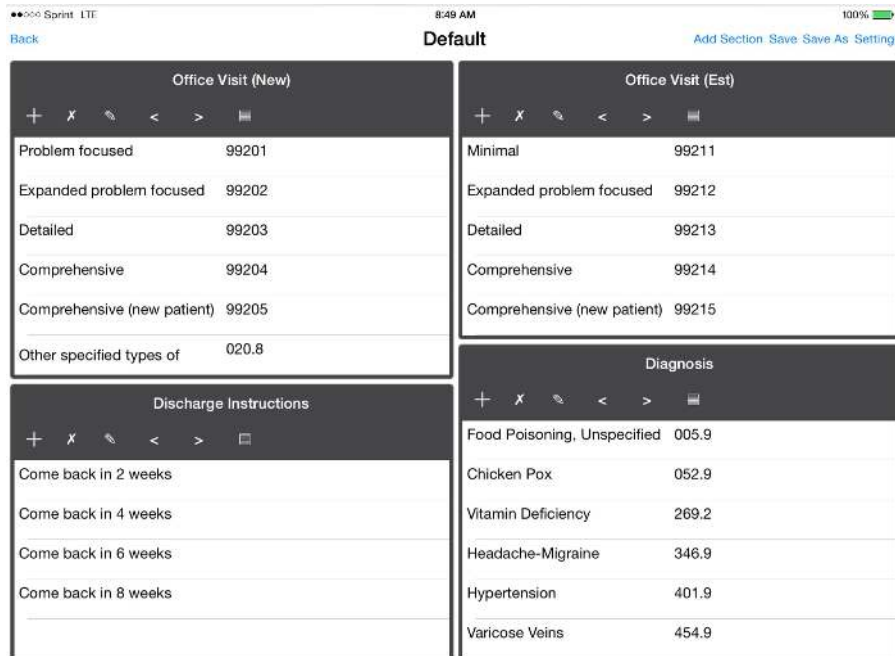 Sprint LTE 8:49 AM 100%
Back Default Add Section Save Save As Setting
Office Visit (New)
+ ✗ ✎ < >
Problem focused 99201
Expanded problem focused 99202
Detailed 99203
Comprehensive 99204
Comprehensive (new patient) 99205
Other specified types of 020.8
Discharge Instructions
+ ✗ ✎ < >
Come back in 2 weeks
Come back in 4 weeks
Come back in 6 weeks
Come back in 8 weeks
Office Visit (Est)
+ ✗ ✎ < >
Minimal 99211
Expanded problem focused 99212
Detailed 99213
Comprehensive 99214
Comprehensive (new patient) 99215
Diagnosis
+ ✗ ✎ < >
Food Poisoning, Unspecified 005.9
Chicken Pox 052.9
Vitamin Deficiency 269.2
Headache-Migraine 346.9
Hypertension 401.9
Varicose Veins 454.9